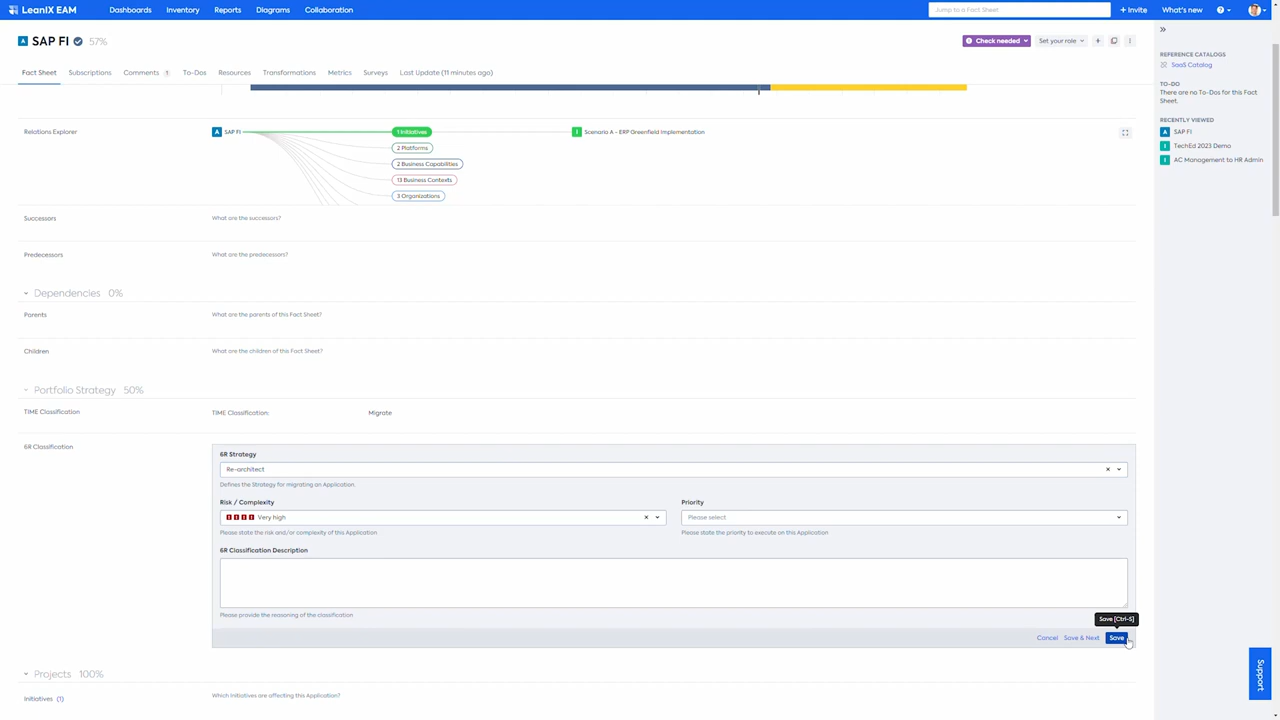 LeanIX EAM Dashboards Inventory Reports Diagrams Collaboration Jump to a Fact Sheet Invite What's new
A SAP FI 57% Check needed Set your role
Fact Sheet Subscriptions Comments 1 To-Dos Resources Transformations Metrics Surveys Last Update (11 minutes ago)
REFERENCE CATALOGS
SaaS Catalog
TO-DO
There are no To-Dos for this Fact
Sheet.
RECENTLY VIEWED
A SAP FI
I TechEd 2023 Demo
I AC Management to HR Admin
Relations Explorer A SAP FI 1 Initiatives I Scenario A - ERP Greenfield Implementation
2 Platforms
2 Business Capabilities
13 Business Contexts
3 Organizations
Successors What are the successors?
Predecessors What are the predecessors?
Dependencies 0%
Parents What are the parents of this Fact Sheet?
Children What are the children of this Fact Sheet?
Portfolio Strategy 50%
TIME Classification TIME Classification: Migrate
6R Classification
6R Strategy
Re-architect
Defines the Strategy for migrating an Application.
Risk / Complexity Priority
Very high Please select
Please state the risk and/or complexity of this Application Please state the priority to execute on this Application
6R Classification Description
Please provide the reasoning of the classification
Save [Ctrl-S]
Cancel Save & Next Save
Projects 100%
Initiatives (1) Which Initiatives are affecting this Application?
Support